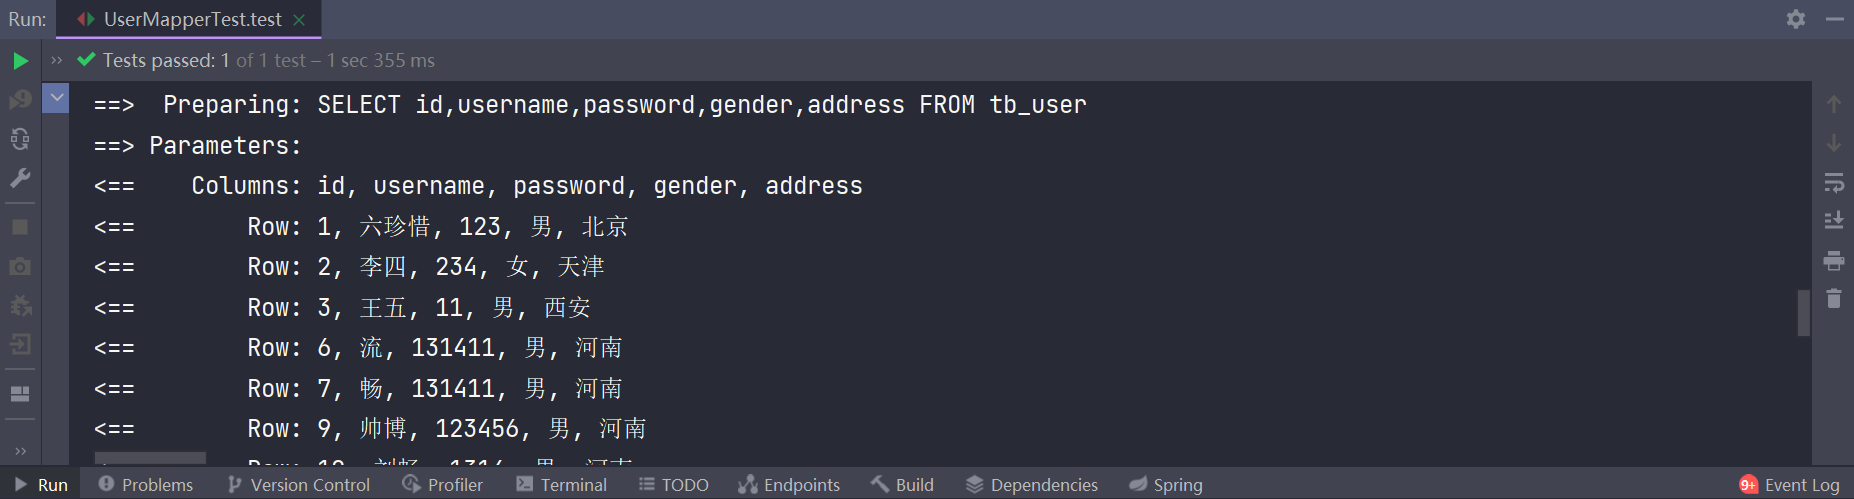 Run: UserMapperTest.test
Tests passed: 1 of 1 test – 1 sec 355 ms
==>  Preparing: SELECT id,username,password,gender,address FROM tb_user
==> Parameters:
<==    Columns: id, username, password, gender, address
<==        Row: 1, 六珍惜, 123, 男, 北京
<==        Row: 2, 李四, 234, 女, 天津
<==        Row: 3, 王五, 11, 男, 西安
<==        Row: 6, 流, 131411, 男, 河南
<==        Row: 7, 畅, 131411, 男, 河南
<==        Row: 9, 帅博, 123456, 男, 河南
Run Problems Version Control Profiler Terminal TODO Endpoints Build Dependencies Spring 9+ Event Log